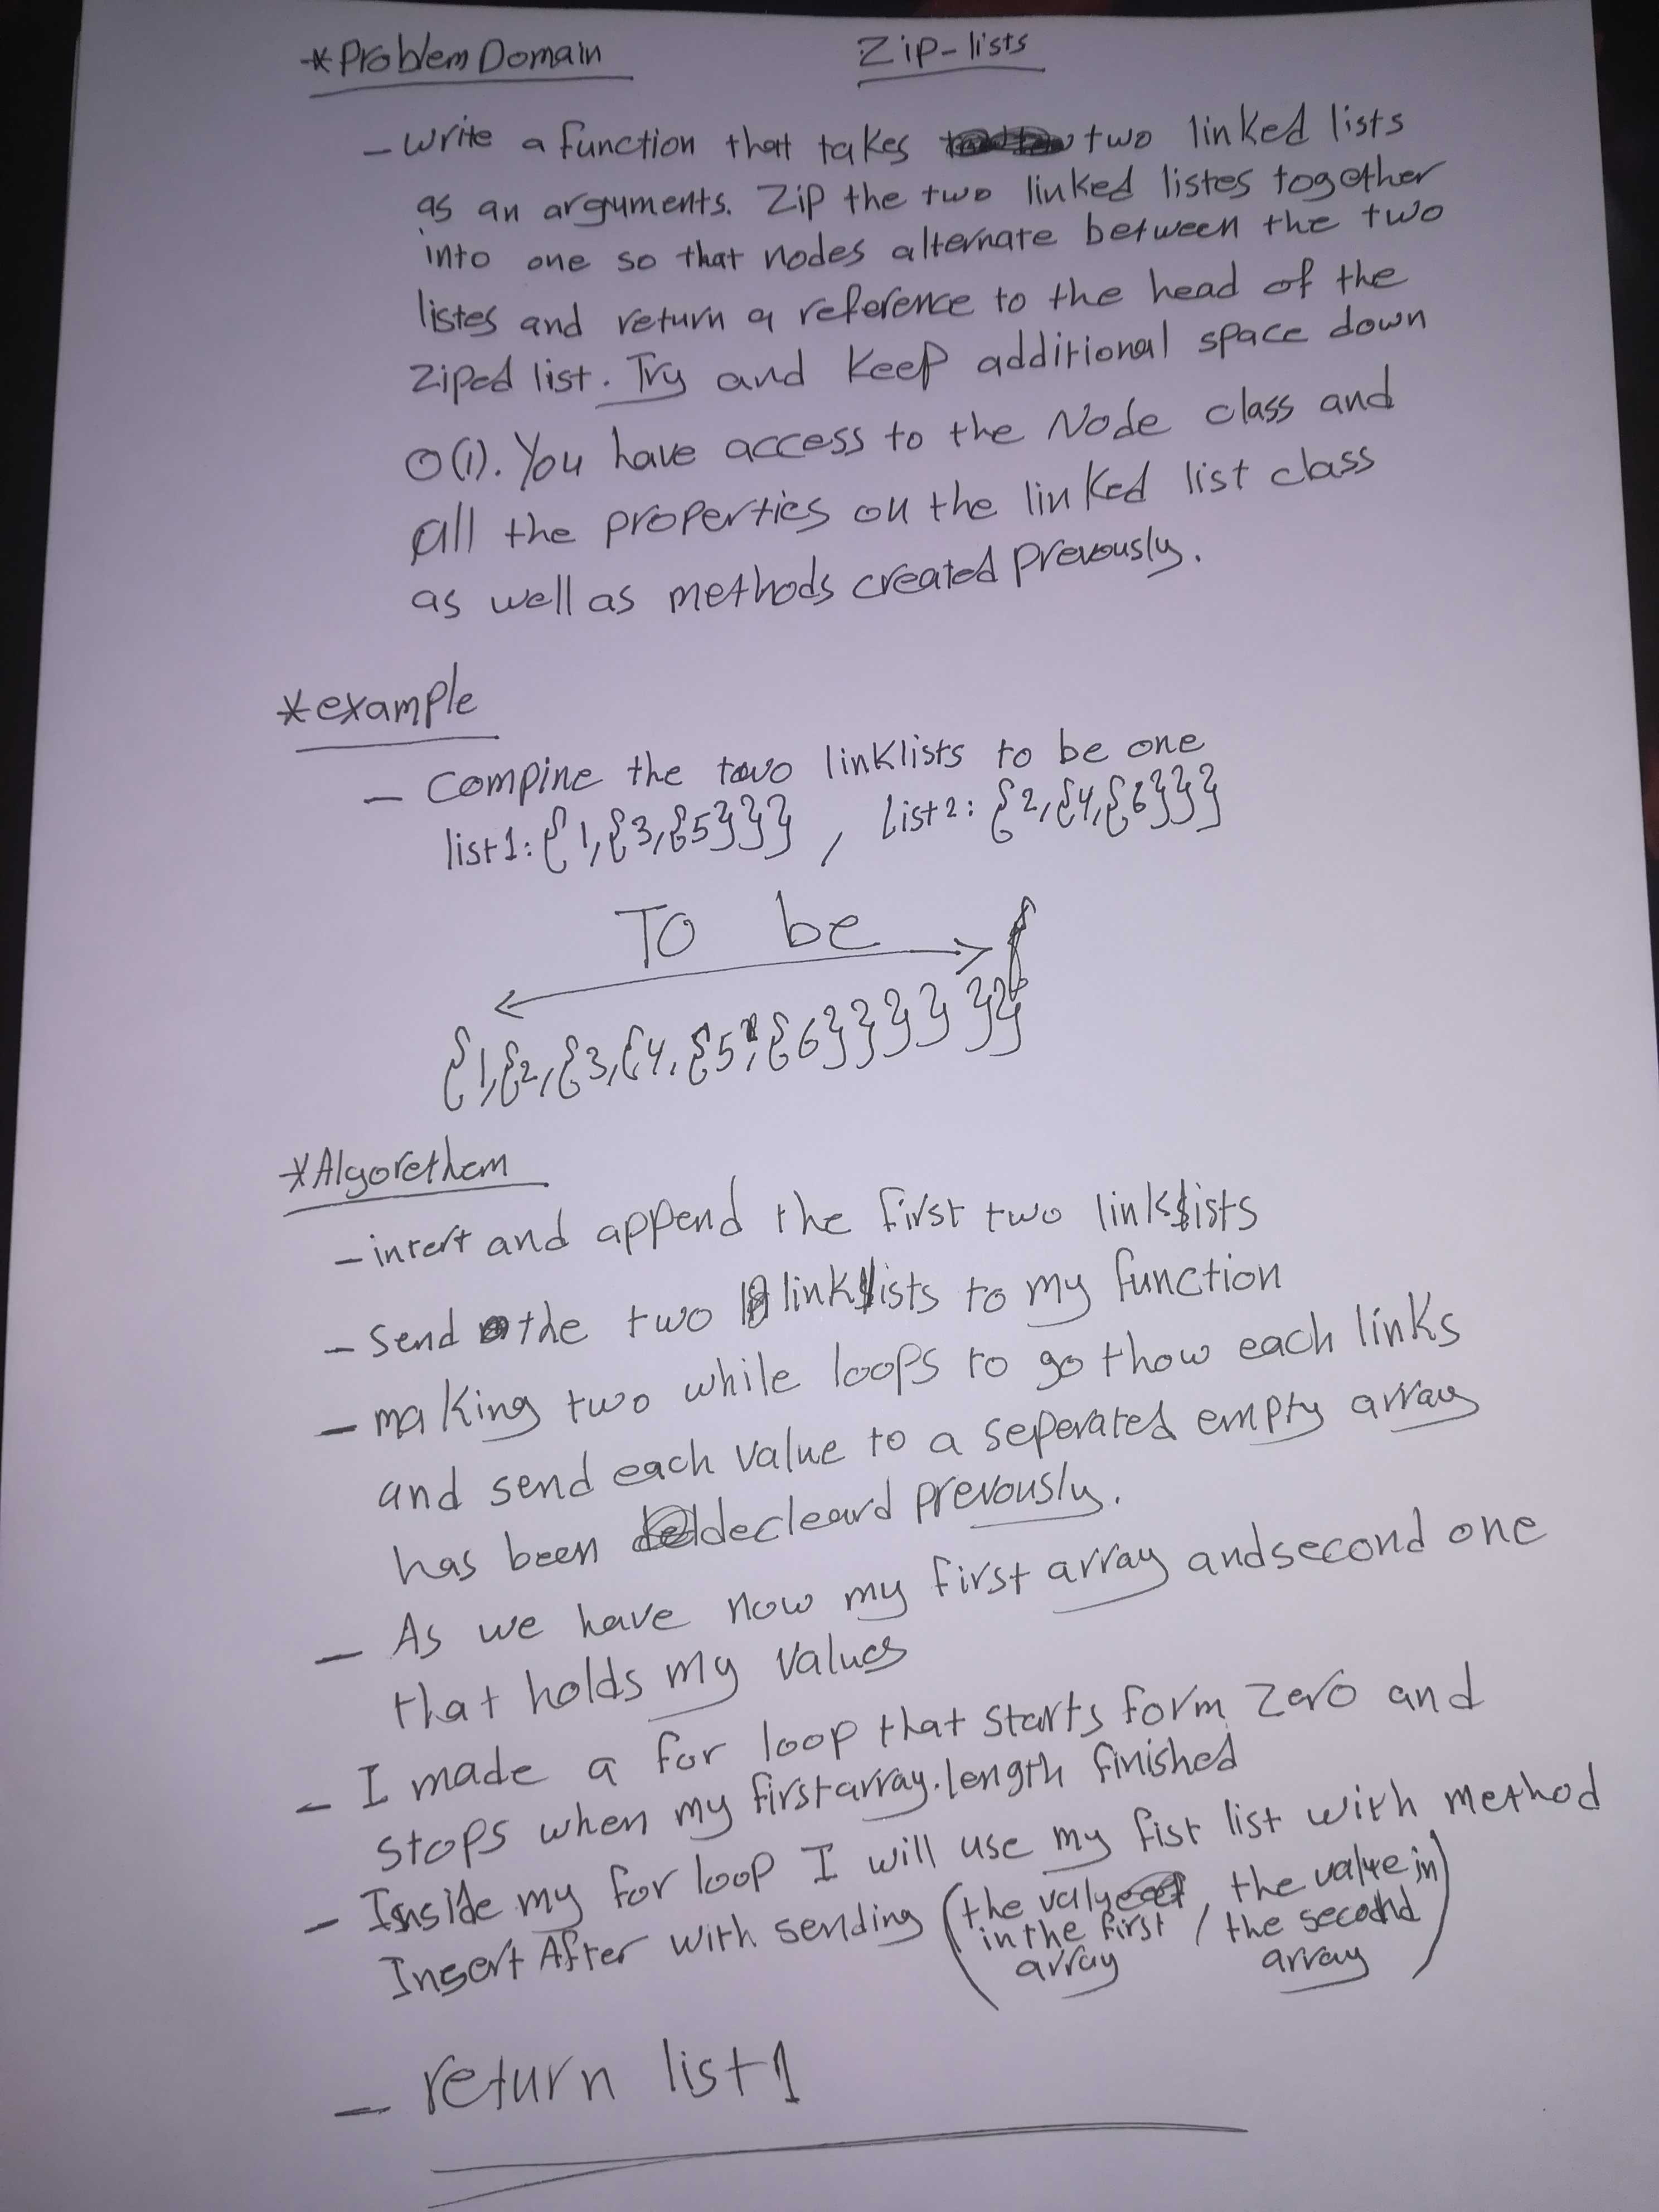 *Problem Domain
Zip-lists
- write a function that takes two linked lists
as an arguments. Zip the two linked listes together
into one so that nodes alternate between the two
listes and return a reference to the head of the
Ziped list. Try and Keep additional space down
O(1). You have access to the Node class and
all the properties on the linked list class
as well as methods created prevously.
*example
- Compine the two linklists to be one
list1: {1,{3,{5}}} , list2: {2,{4,{6}}}
To be
{1,{2,{3,{4,{5,{6}}}}}}
*Algorethem
- insert and append the first two linklists
- Send the two linklists to my function
- making two while loops to go thow each links
and send each value to a seperated empty array
has been decleard prevously.
- As we have now my first array and second one
that holds my values
- I made a for loop that starts form zero and
stops when my first array.length finished
- Inside my for loop I will use my fist list with method
Insert After with sending (the value in the first array , the value in the second array)
- return list1